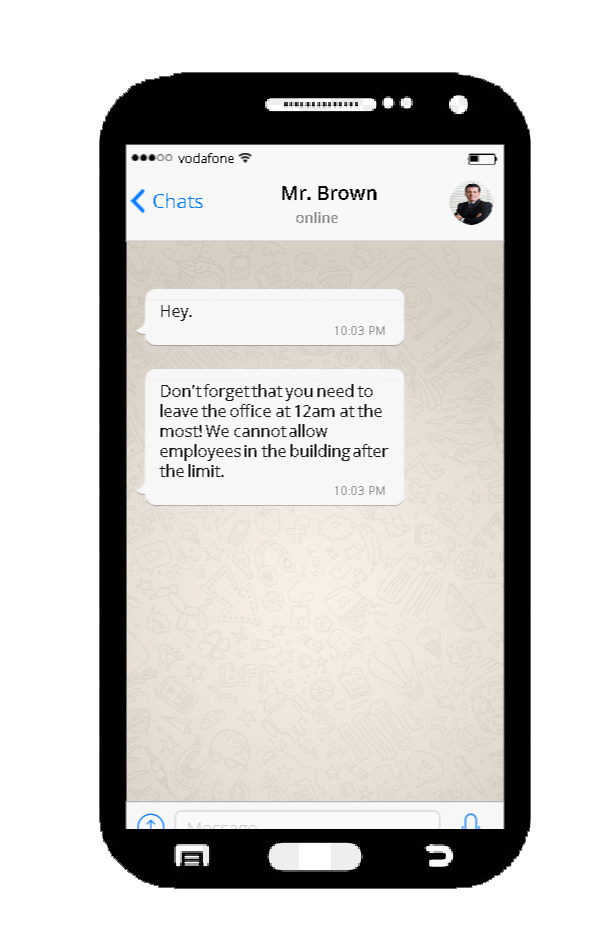 vodafone
Chats
Mr. Brown
online
Hey.
10:03 PM
Don't forget that you need to
leave the office at 12am at the
most! We cannot allow
employees in the building after
the limit.
10:03 PM
BFF
Message